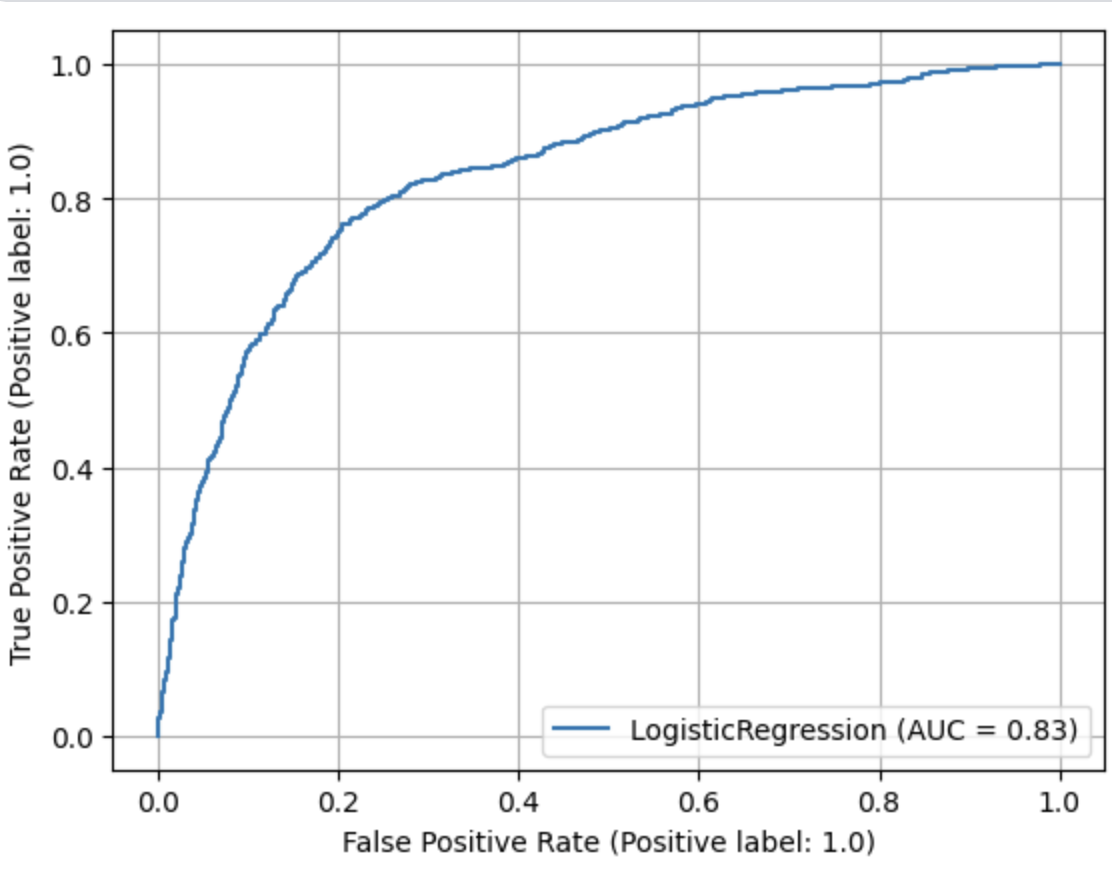 1.0
0.8
0.6
0.4
0.2
0.0
True Positive Rate (Positive label: 1.0)
LogisticRegression (AUC = 0.83)
0.0 0.2 0.4 0.6 0.8 1.0
False Positive Rate (Positive label: 1.0)